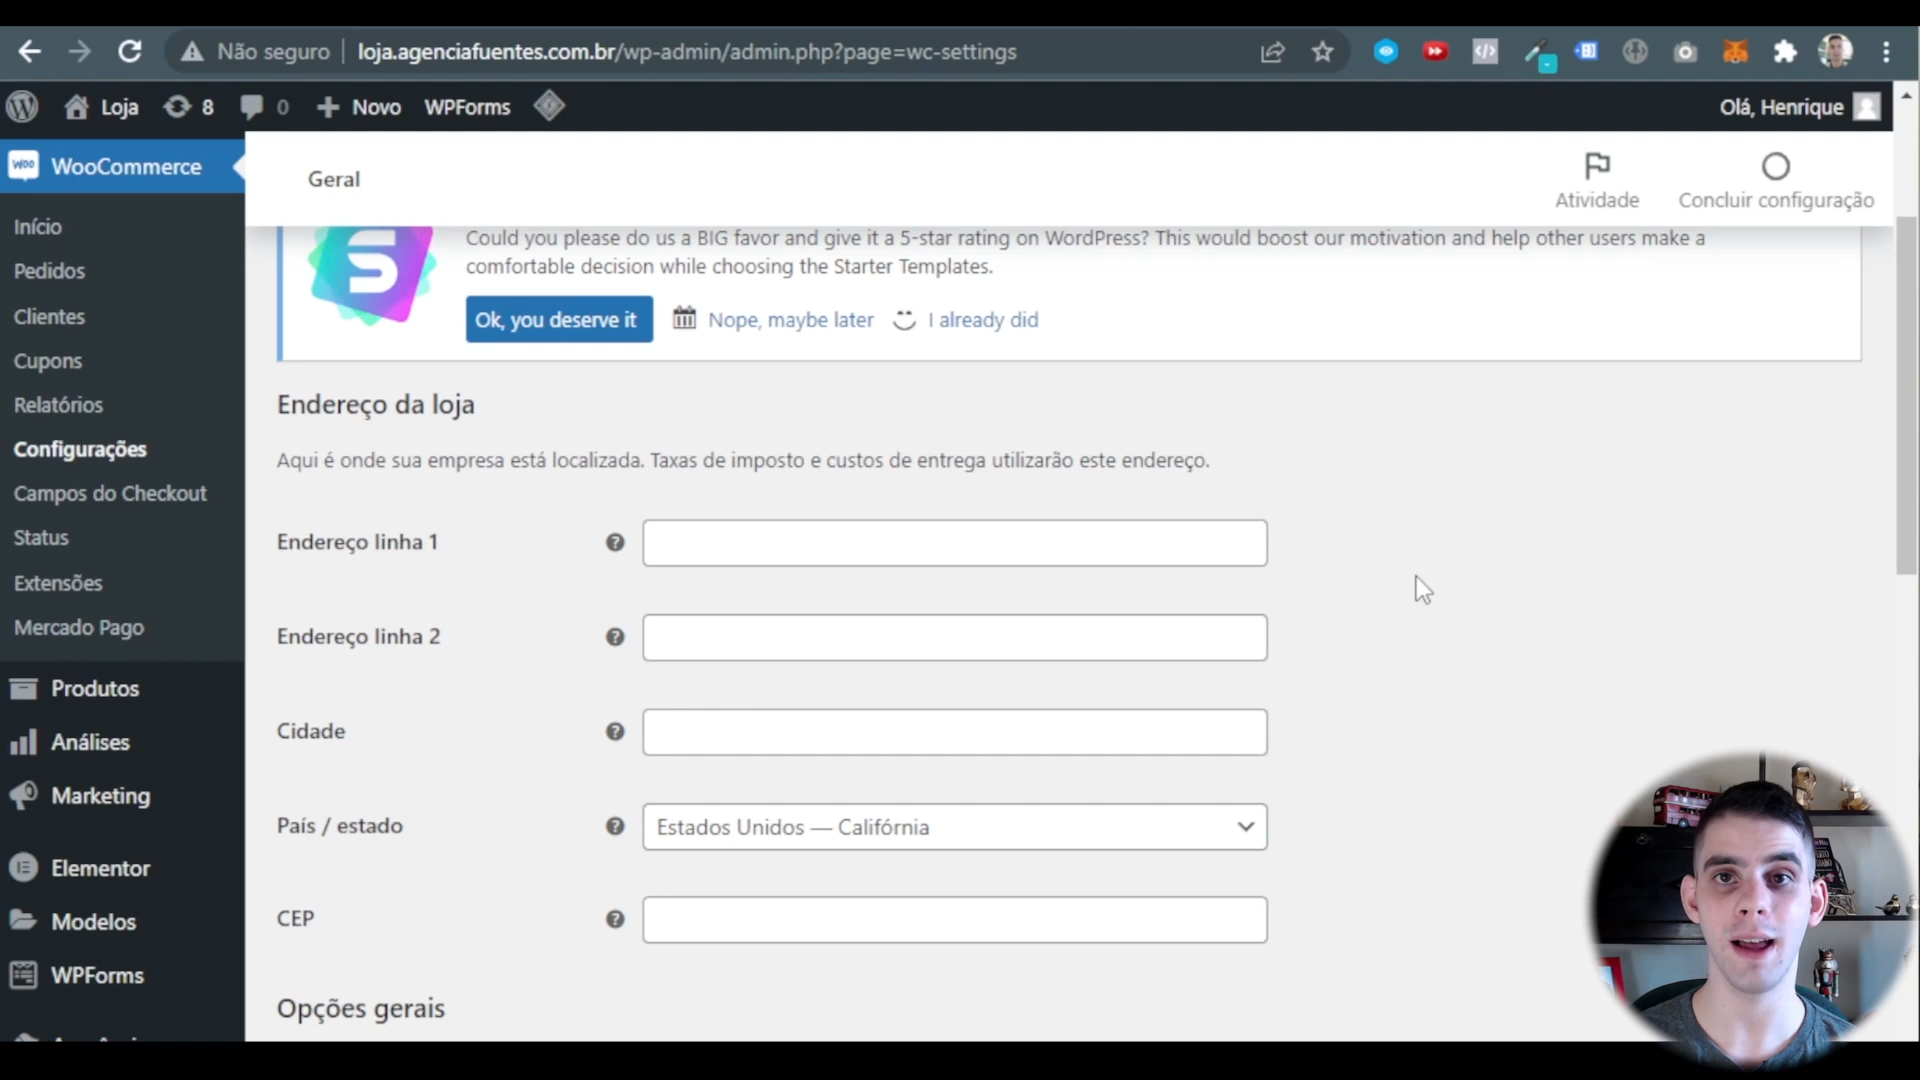 Não seguro
loja.agenciafuentes.com.br/wp-admin/admin.php?page=wc-settings
Loja
8
0
Novo
WPForms
Olá, Henrique
WooCommerce
Início
Pedidos
Clientes
Cupons
Relatórios
Configurações
Campos do Checkout
Status
Extensões
Mercado Pago
Produtos
Análises
Marketing
Elementor
Modelos
WPForms
Geral
Atividade
Concluir configuração
Could you please do us a BIG favor and give it a 5-star rating on WordPress? This would boost our motivation and help other users make a
comfortable decision while choosing the Starter Templates.
Ok, you deserve it
Nope, maybe later
I already did
Endereço da loja
Aqui é onde sua empresa está localizada. Taxas de imposto e custos de entrega utilizarão este endereço.
Endereço linha 1
Endereço linha 2
Cidade
País / estado
Estados Unidos — Califórnia
CEP
Opções gerais